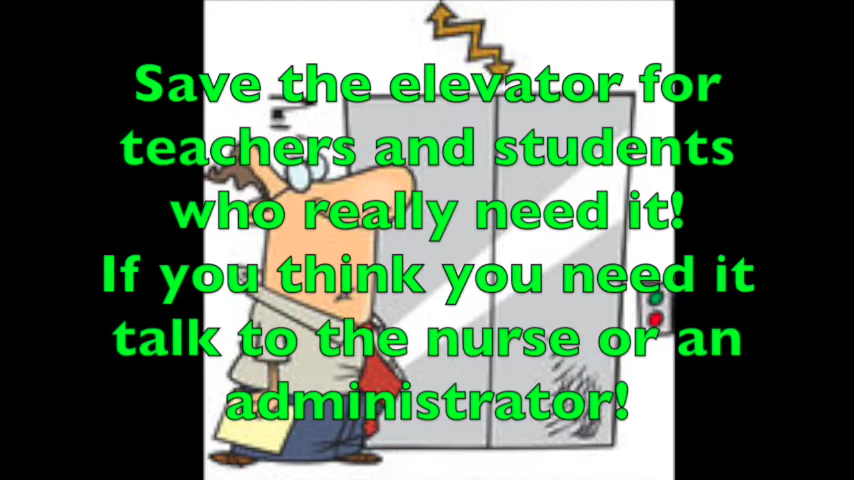 Save the elevator for
teachers and students
who really need it!
If you think you need it
talk to the nurse or an
administrator!